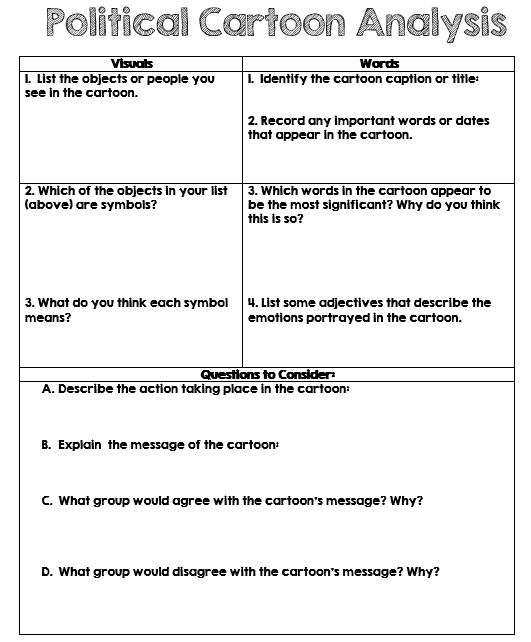 Political Cartoon Analysis
Visuals
1. List the objects or people you
see in the cartoon.
2. Which of the objects in your list
(above) are symbols?
3. What do you think each symbol
means?
Words
1. Identify the cartoon caption or title:
2. Record any important words or dates
that appear in the cartoon.
3. Which words in the cartoon appear to
be the most significant? Why do you think
this is so?
4. List some adjectives that describe the
emotions portrayed in the cartoon.
Questions to Consider:
A. Describe the action taking place in the cartoon:
B. Explain the message of the cartoon:
C. What group would agree with the cartoon's message? Why?
D. What group would disagree with the cartoon's message? Why?